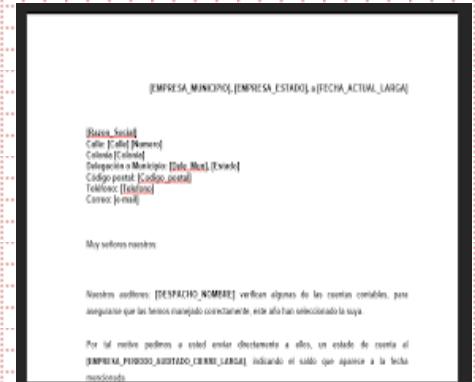 [EMPRESA_MUNICIPIO], [EMPRESA_ESTADO], a [FECHA_ACTUAL_LARGA]
[Razon_Social]
Calle: [Calle] [Numero]
Colonia [Colonia]
Delegación o Municipio: [Dele_Mun], [Estado]
Código postal: [Codigo_postal]
Teléfono: [Telefono]
Correo: [e-mail]
Muy señores nuestros:
Nuestros auditores: [DESPACHO_NOMBRE] verifican algunas de las cuentas contables, para
asegurarse que las hemos manejado correctamente, este año han seleccionado la suya.
Por tal motivo pedimos a usted enviar directamente a ellos, un estado de cuenta al
[EMPRESA_PERIODO_AUDITADO_CIERRE_LARGA], indicando el saldo que aparece a la fecha
mencionada.